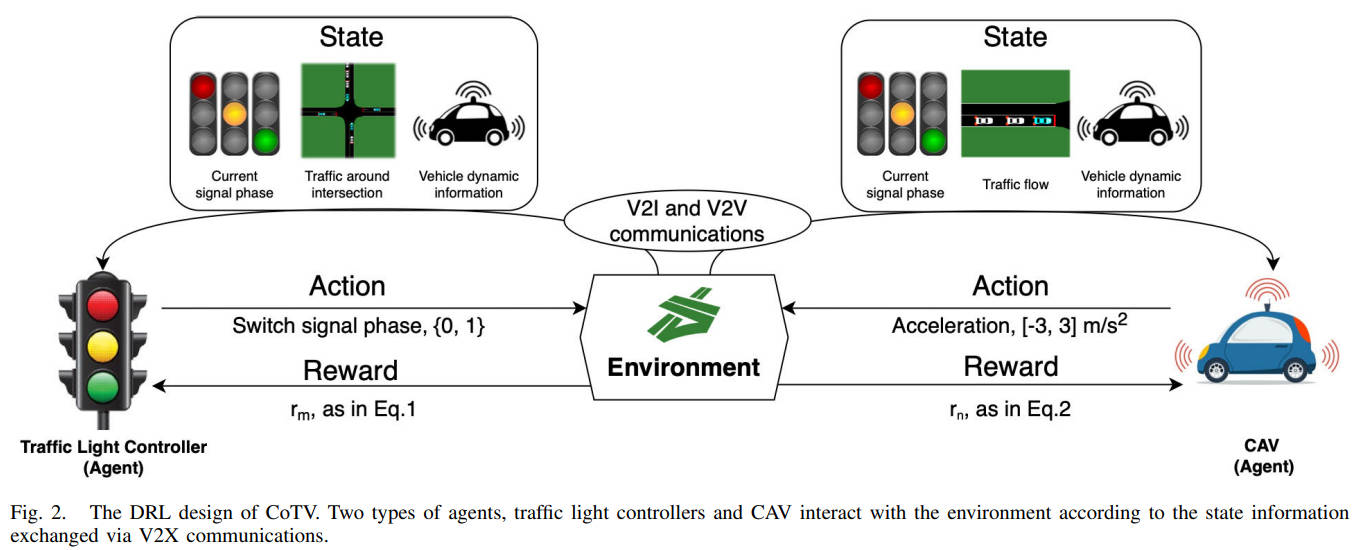 State
Current
signal phase
Traffic around
intersection
Vehicle dynamic
information
State
Current
signal phase
Traffic flow
Vehicle dynamic
information
V2I and V2V
communications
Action
Switch signal phase, {0, 1}
Reward
rₘ, as in Eq.1
Environment
Action
Acceleration, [-3, 3] m/s²
Reward
rₙ, as in Eq.2
Traffic Light Controller
(Agent)
CAV
(Agent)
Fig. 2. The DRL design of CoTV. Two types of agents, traffic light controllers and CAV interact with the environment according to the state information
exchanged via V2X communications.